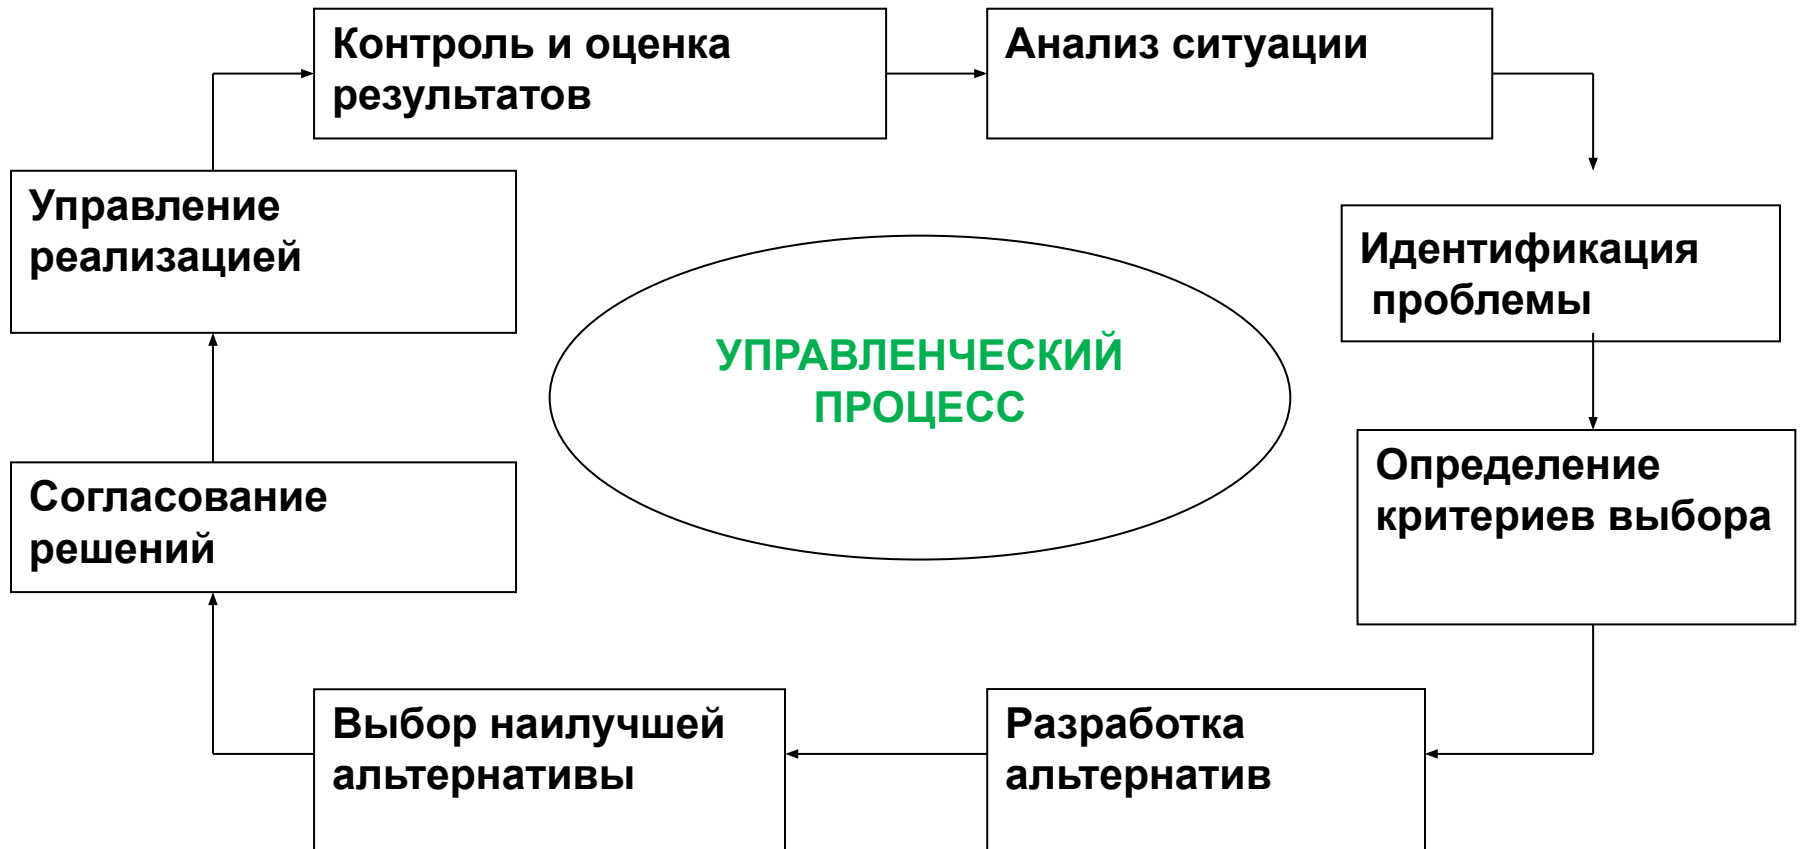 Контроль и оценка
результатов
Анализ ситуации
Управление
реализацией
Идентификация
проблемы
УПРАВЛЕНЧЕСКИЙ
ПРОЦЕСС
Определение
критериев выбора
Согласование
решений
Выбор наилучшей
альтернативы
Разработка
альтернатив